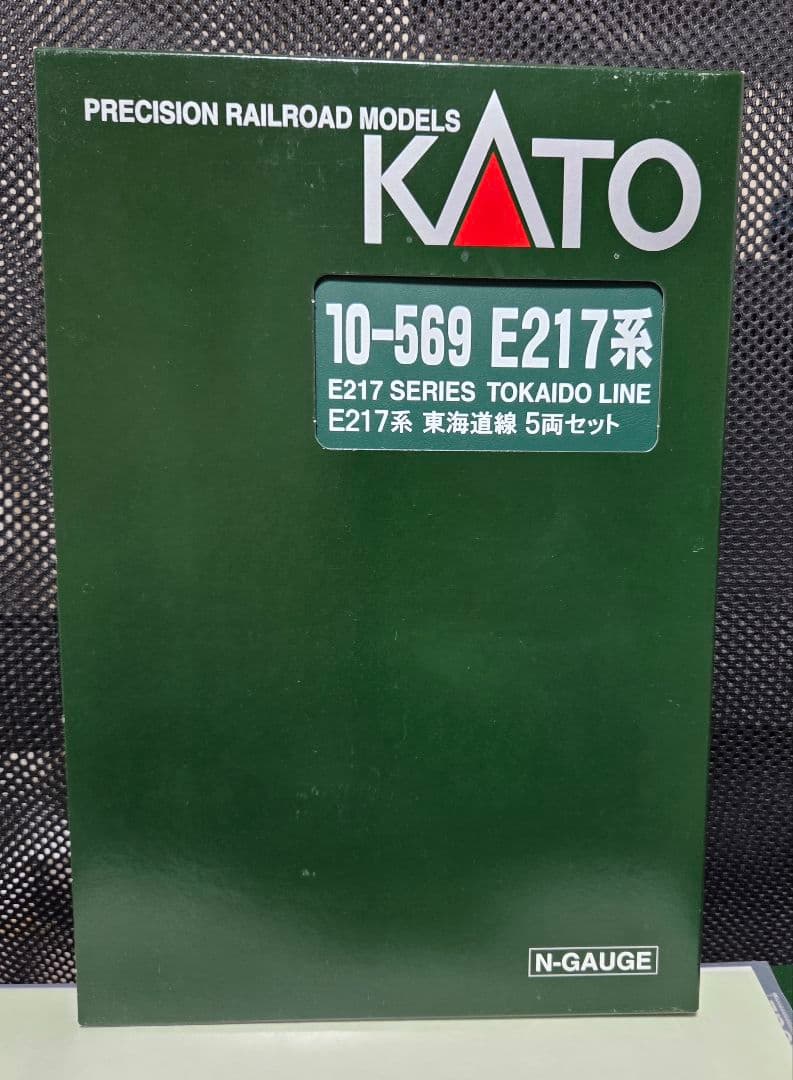 PRECISION RAILROAD MODELS
KATO
10-569 E217系
E217 SERIES TOKAIDO LINE
E217系 東海道線 5両セット
N-GAUGE